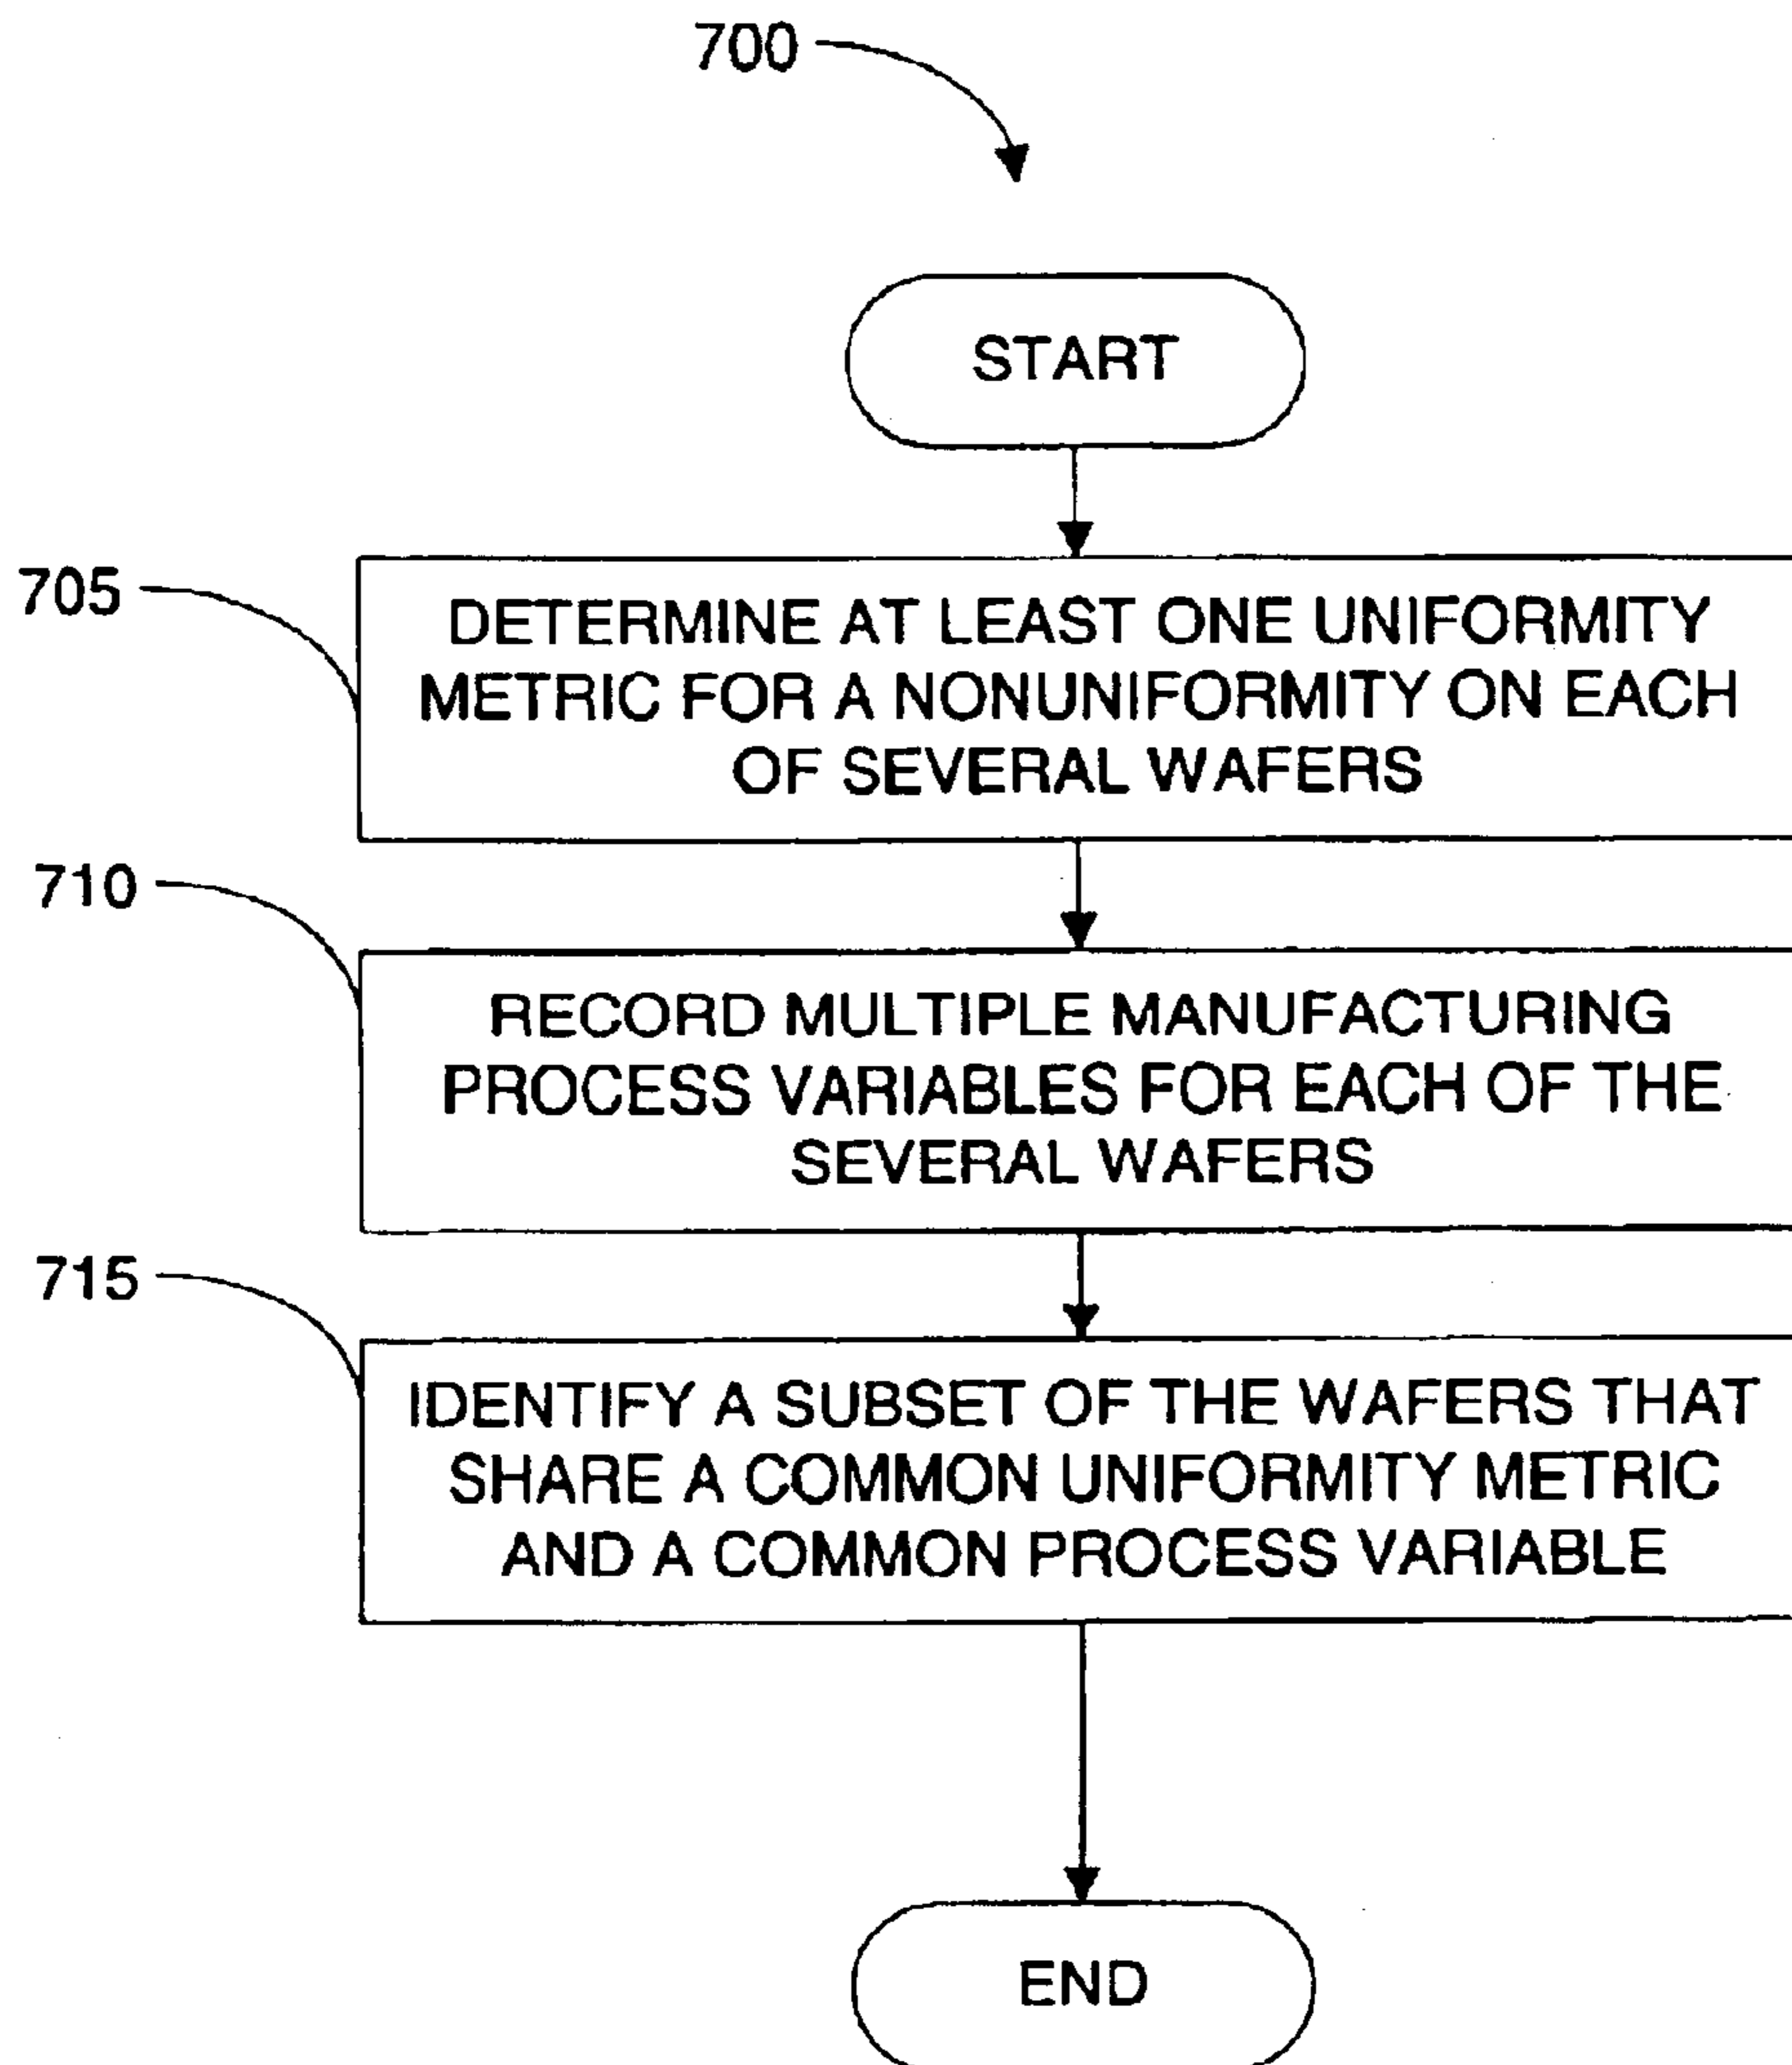 700
START
705
DETERMINE AT LEAST ONE UNIFORMITY
METRIC FOR A NONUNIFORMITY ON EACH
OF SEVERAL WAFERS
710
RECORD MULTIPLE MANUFACTURING
PROCESS VARIABLES FOR EACH OF THE
SEVERAL WAFERS
715
IDENTIFY A SUBSET OF THE WAFERS THAT
SHARE A COMMON UNIFORMITY METRIC
AND A COMMON PROCESS VARIABLE
END